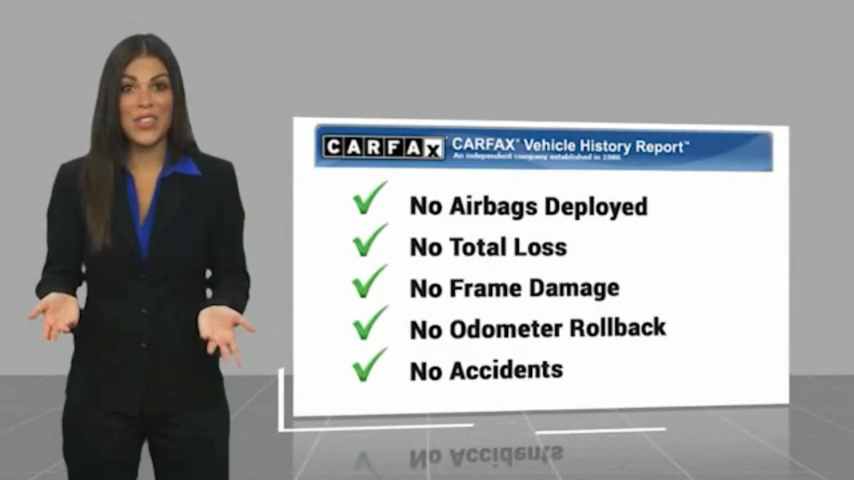 CARFAX CARFAX® Vehicle History Report™
An independent company established in 1986
No Airbags Deployed
No Total Loss
No Frame Damage
No Odometer Rollback
No Accidents
No Accidents